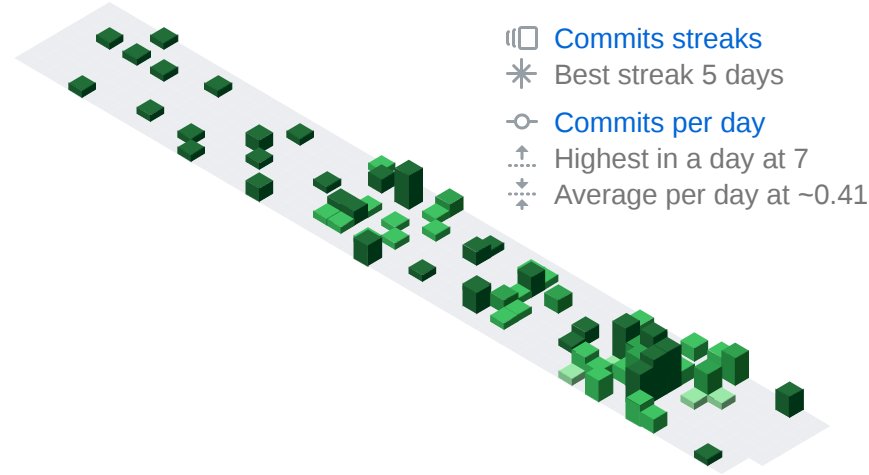 Commits streaks
Best streak 5 days
Commits per day
Highest in a day at 7
Average per day at ~0.41